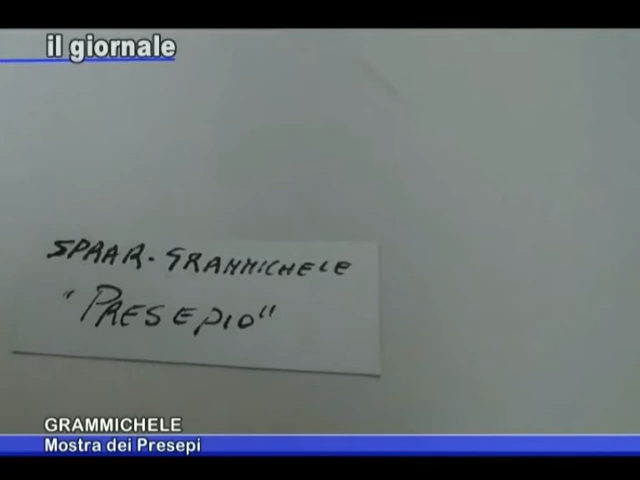 il giornale
SPAAR-GRAMMICHELE
"PRESEPIO"
GRAMMICHELE
Mostra dei Presepi